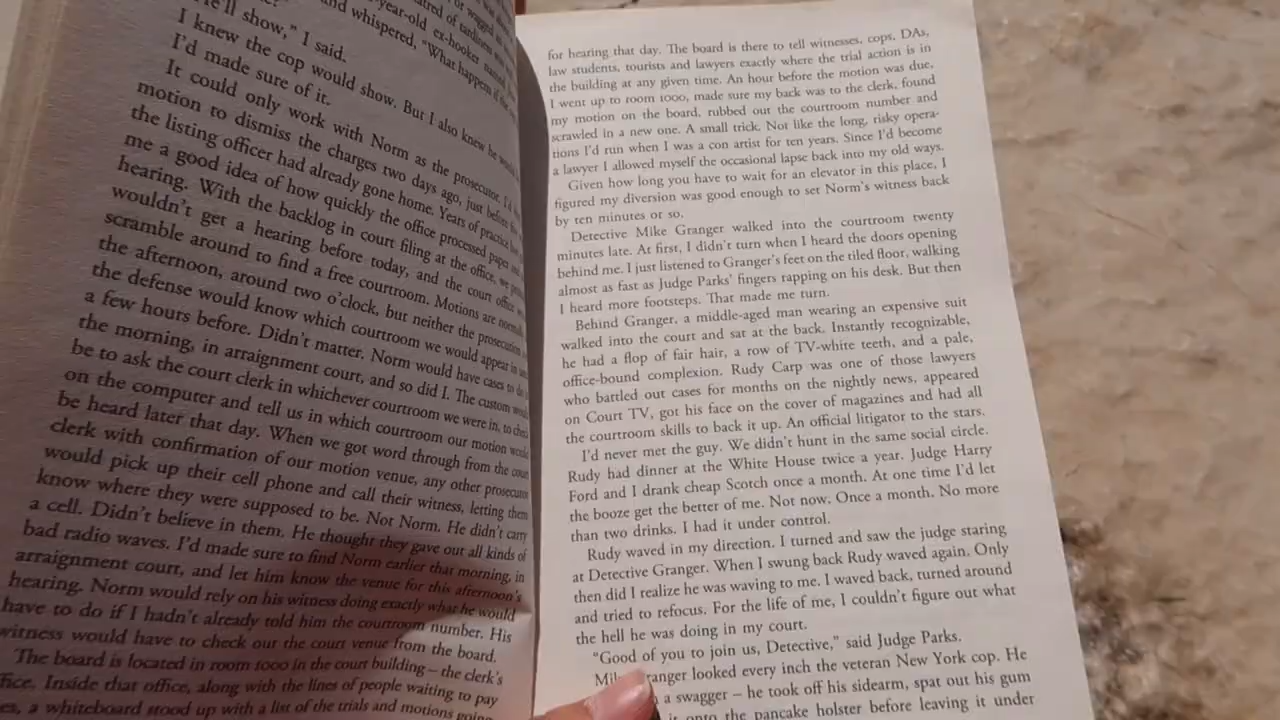 He'll show," I said.
I knew the cop would show. But I also knew he
I'd made sure of it.
It could only work with Norm as the prosecutor. I'd
motion to dismiss the charges two days ago, just before
the listing officer had already gone home. Years of practice
me a good idea of how quickly the office processed paper
hearing. With the backlog in court filing at the office, we
wouldn't get a hearing before today, and the court office
scramble around to find a free courtroom. Motions are
the afternoon, around two o'clock, but neither the prosecution
the defense would know which courtroom we would appear in
a few hours before. Didn't matter. Norm would have cases to
the morning, in arraignment court, and so did I. The custom
be to ask the court clerk in whichever courtroom we were in, to check
on the computer and tell us in which courtroom our motion would
be heard later that day. When we got word through from the court
clerk with confirmation of our motion venue, any other prosecutor
would pick up their cell phone and call their witness, letting them
know where they were supposed to be. Not Norm. He didn't carry
a cell. Didn't believe in them. He thought they gave out all kinds of
bad radio waves. I'd made sure to find Norm earlier that morning, in
arraignment court, and let him know the venue for this afternoon's
hearing. Norm would rely on his witness doing exactly what he would
have to do if I hadn't already told him the courtroom number. His
witness would have to check out the court venue from the board.
The board is located in room 1000 in the court building – the clerk's
office. Inside that office, along with the lines of people waiting to pay
a whiteboard stood up with a list of the trials and motions going
for hearing that day. The board is there to tell witnesses, cops, DAs,
law students, tourists and lawyers exactly where the trial action is in
the building at any given time. An hour before the motion was due,
I went up to room 1000, made sure my back was to the clerk, found
my motion on the board, rubbed out the courtroom number and
scrawled in a new one. A small trick. Not like the long, risky opera-
tions I'd run when I was a con artist for ten years. Since I'd become
a lawyer I allowed myself the occasional lapse back into my old ways.
Given how long you have to wait for an elevator in this place, I
figured my diversion was good enough to set Norm's witness back
by ten minutes or so.
Detective Mike Granger walked into the courtroom twenty
minutes late. At first, I didn't turn when I heard the doors opening
behind me. I just listened to Granger's feet on the tiled floor, walking
almost as fast as Judge Parks' fingers rapping on his desk. But then
I heard more footsteps. That made me turn.
Behind Granger, a middle-aged man wearing an expensive suit
walked into the court and sat at the back. Instantly recognizable,
he had a flop of fair hair, a row of TV-white teeth, and a pale,
office-bound complexion. Rudy Carp was one of those lawyers
who battled out cases for months on the nightly news, appeared
on Court TV, got his face on the cover of magazines and had all
the courtroom skills to back it up. An official litigator to the stars.
I'd never met the guy. We didn't hunt in the same social circle.
Rudy had dinner at the White House twice a year. Judge Harry
Ford and I drank cheap Scotch once a month. At one time I'd let
the booze get the better of me. Not now. Once a month. No more
than two drinks. I had it under control.
Rudy waved in my direction. I turned and saw the judge staring
at Detective Granger. When I swung back Rudy waved again. Only
then did I realize he was waving to me. I waved back, turned around
and tried to refocus. For the life of me, I couldn't figure out what
the hell he was doing in my court.
"Good of you to join us, Detective," said Judge Parks.
Granger looked every inch the veteran New York cop. He
a swagger – he took off his sidearm, spat out his gum
it onto the pancake holster before leaving it under